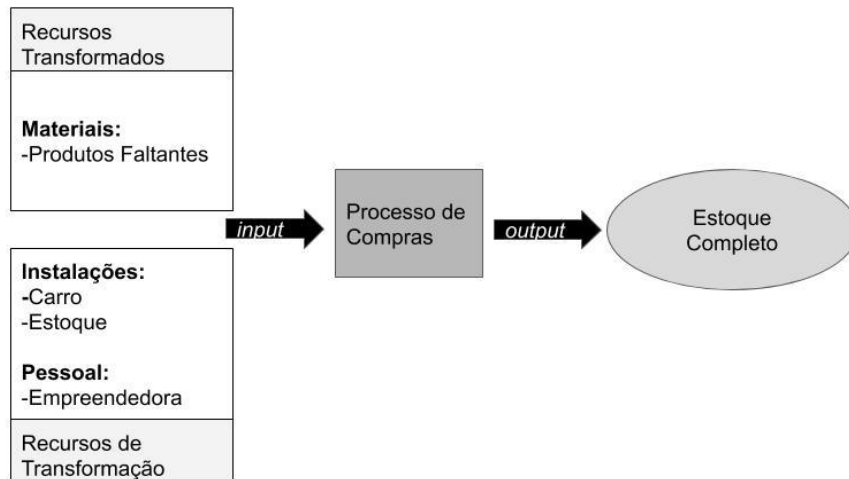 Recursos
Transformados
Materiais:
-Produtos Faltantes
Instalações:
-Carro
-Estoque
Pessoal:
-Empreendedora
Recursos de
Transformação
input
Processo de
Compras
output
Estoque
Completo